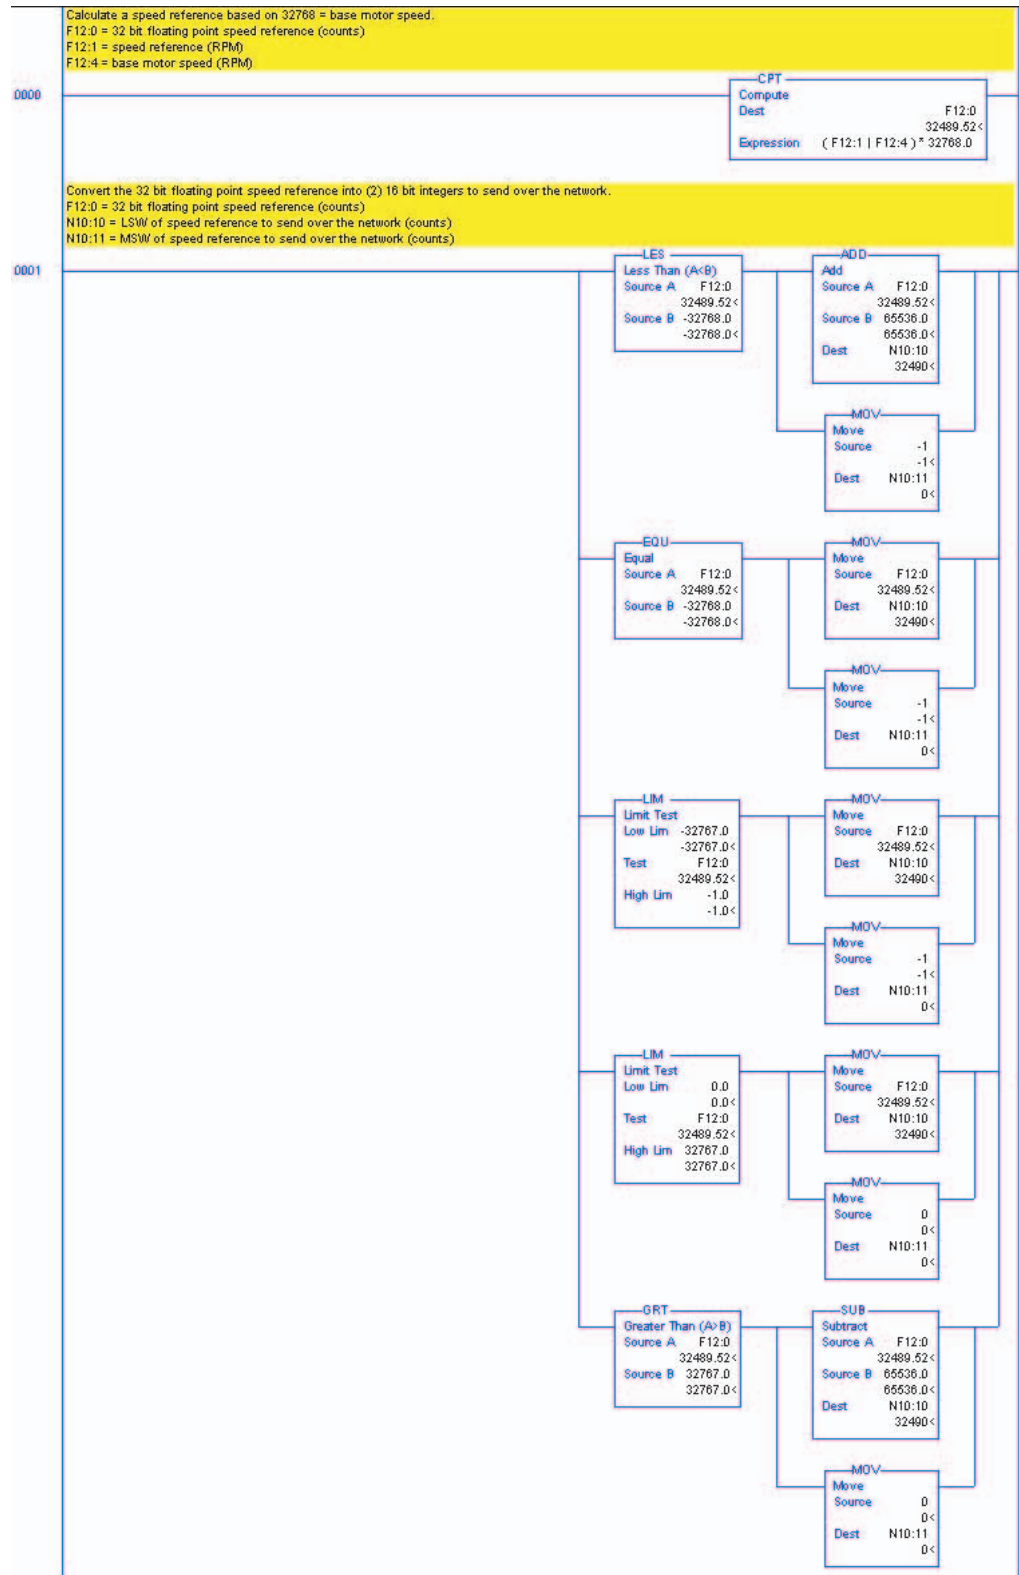 Calculate a speed reference based on 32768 = base motor speed.
F12:0 = 32 bit floating point speed reference (counts)
F12:1 = speed reference (RPM)
F12:4 = base motor speed (RPM)
0000
CPT
Compute
Dest F12:0
32489.52<
Expression ( F12:1 | F12:4 ) * 32768.0
Convert the 32 bit floating point speed reference into (2) 16 bit integers to send over the network.
F12:0 = 32 bit floating point speed reference (counts)
N10:10 = LSW of speed reference to send over the network (counts)
N10:11 = MSW of speed reference to send over the network (counts)
0001
LES
Less Than (A<B)
Source A F12:0
32489.52<
Source B -32768.0
-32768.0<
ADD
Add
Source A F12:0
32489.52<
Source B 65536.0
65536.0<
Dest N10:10
32490<
MOV
Move
Source -1
-1<
Dest N10:11
0<
EQU
Equal
Source A F12:0
32489.52<
Source B -32768.0
-32768.0<
MOV
Move
Source F12:0
32489.52<
Dest N10:10
32490<
MOV
Move
Source -1
-1<
Dest N10:11
0<
LIM
Limit Test
Low Lim -32767.0
-32767.0<
Test F12:0
32489.52<
High Lim -1.0
-1.0<
MOV
Move
Source F12:0
32489.52<
Dest N10:10
32490<
MOV
Move
Source -1
-1<
Dest N10:11
0<
LIM
Limit Test
Low Lim 0.0
0.0<
Test F12:0
32489.52<
High Lim 32767.0
32767.0<
MOV
Move
Source F12:0
32489.52<
Dest N10:10
32490<
MOV
Move
Source 0
0<
Dest N10:11
0<
GRT
Greater Than (A>B)
Source A F12:0
32489.52<
Source B 32767.0
32767.0<
SUB
Subtract
Source A F12:0
32489.52<
Source B 65536.0
65536.0<
Dest N10:10
32490<
MOV
Move
Source 0
0<
Dest N10:11
0<